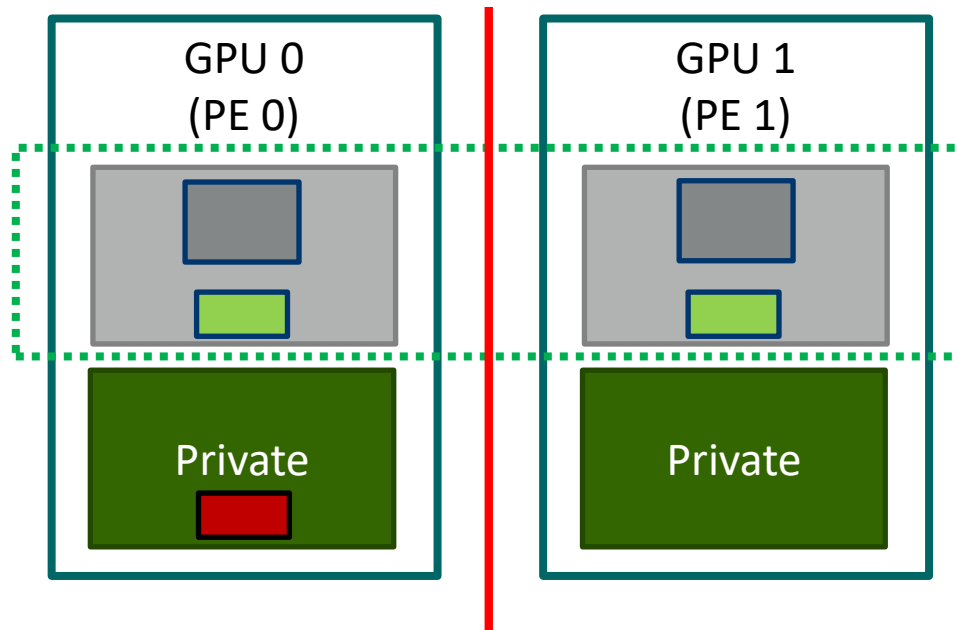 GPU 0
(PE 0)
GPU 1
(PE 1)
Private
Private